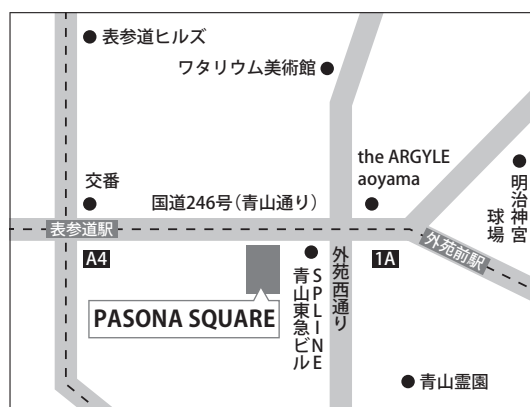 表参道ヒルズ
ワタリウム美術館
the ARGYLE
aoyama
交番
国道246号（青山通り）
明治神宮
球場
表参道駅
外苑前駅
A4
1A
外苑西通り
SPLINE
青山東急ビル
PASONA SQUARE
青山霊園